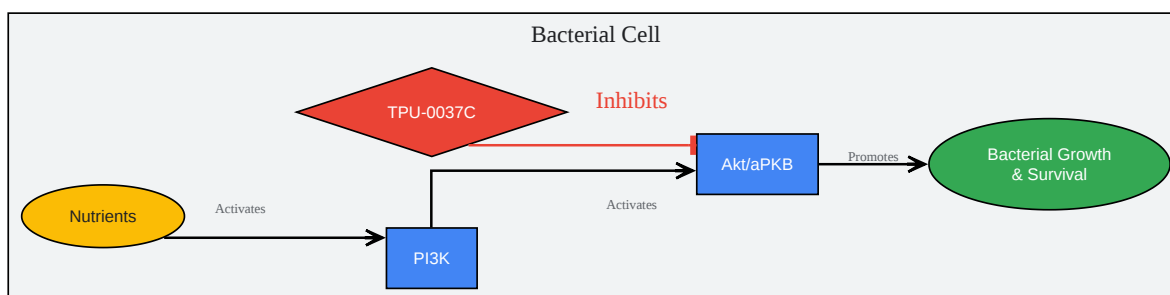 Bacterial Cell
TPU-0037C
Inhibits
Akt/aPKB
Promotes
Bacterial Growth
& Survival
Nutrients
Activates
Activates
PI3K